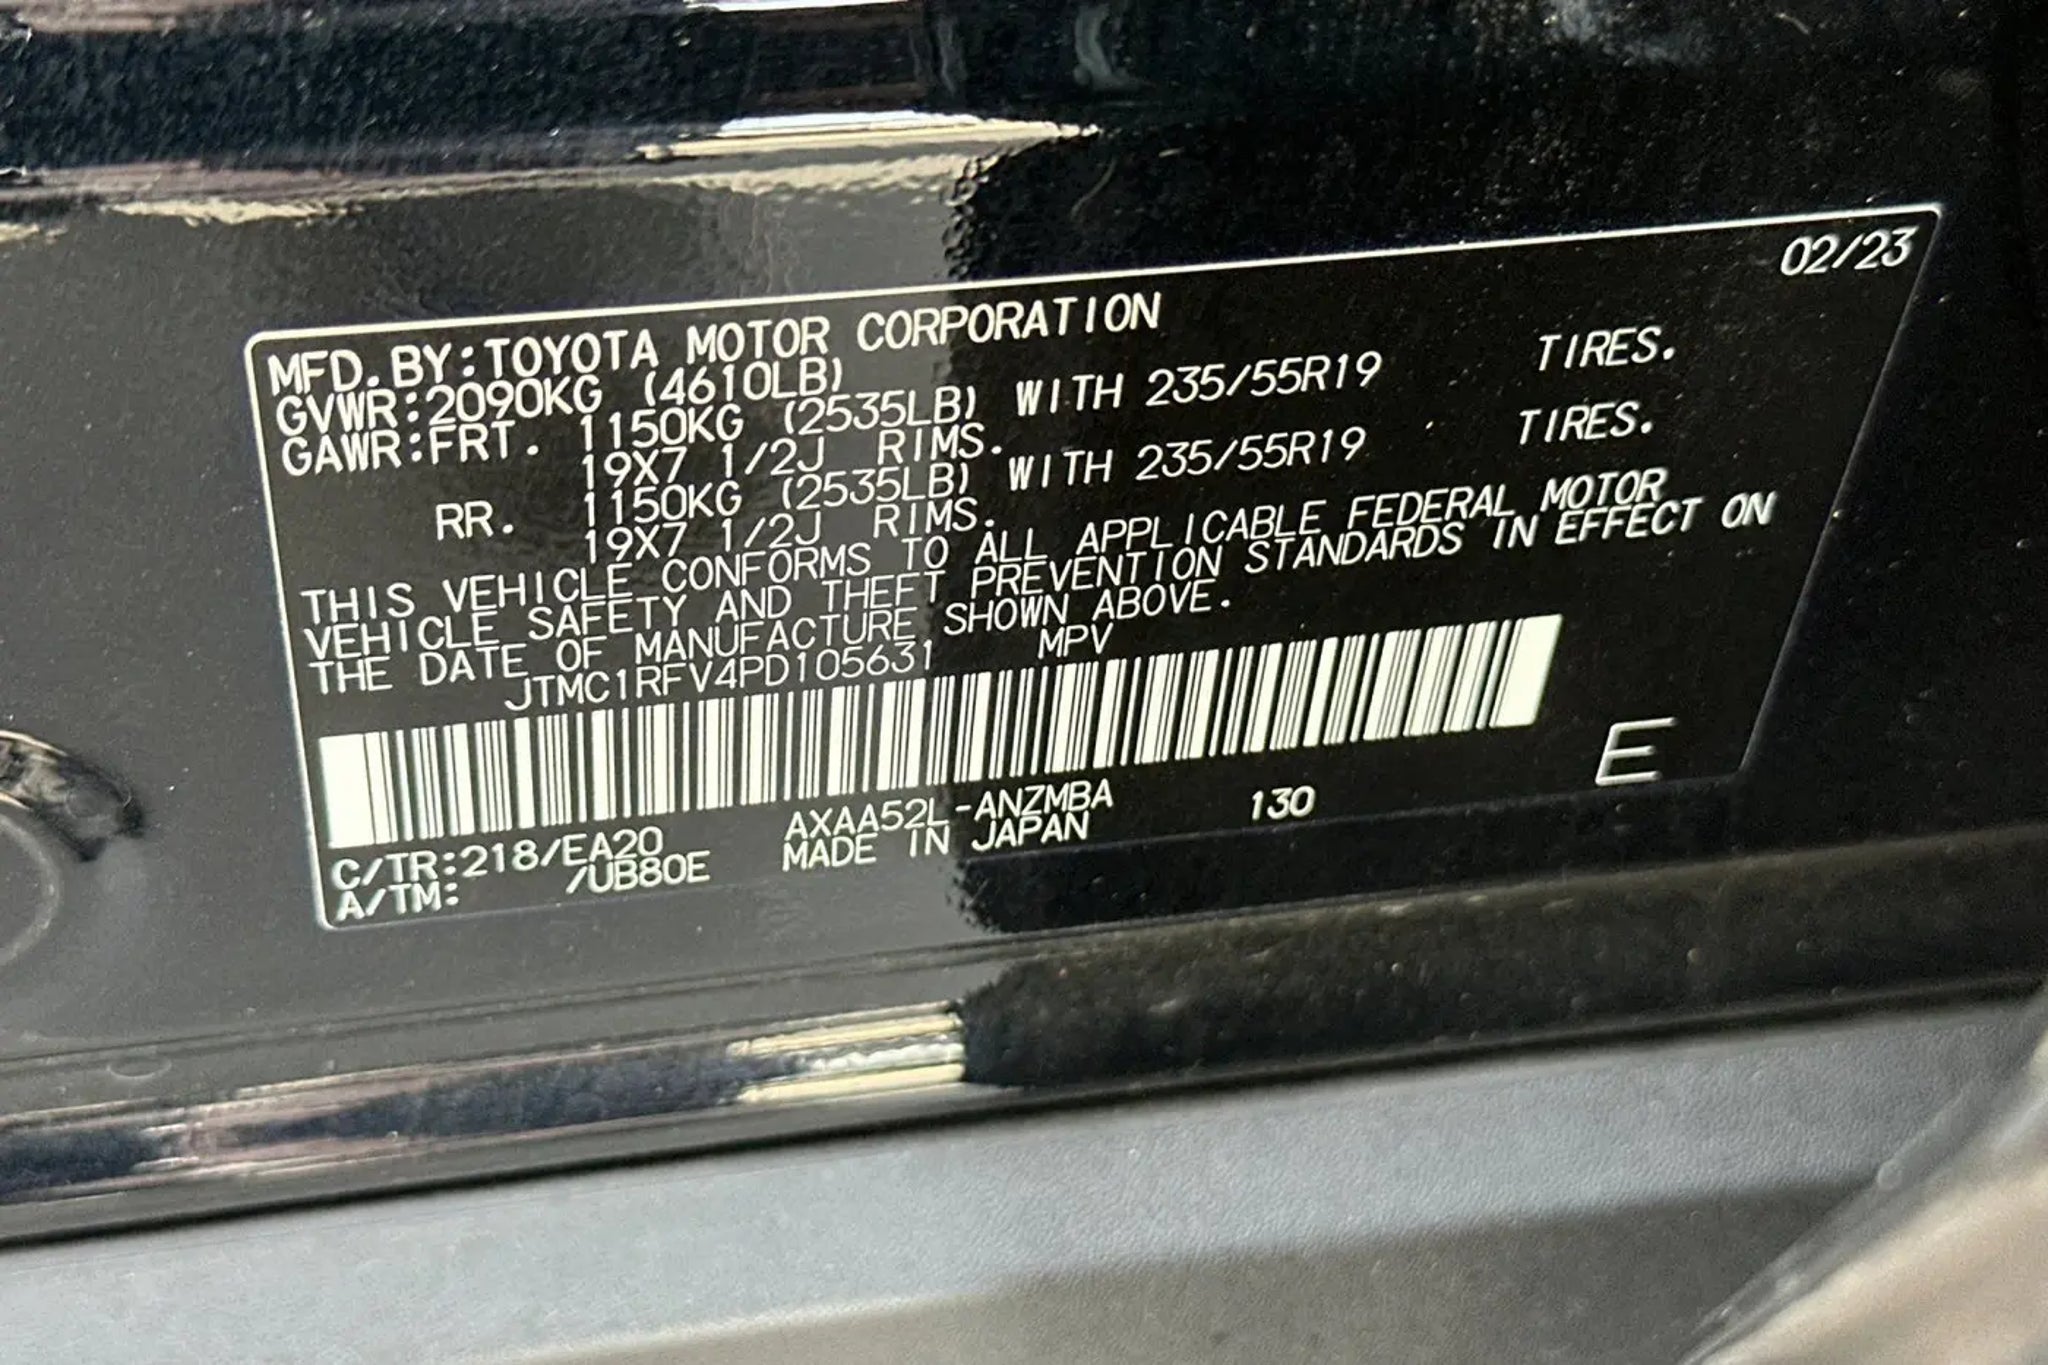 02/23
MFD.BY:TOYOTA MOTOR CORPORATION
GVWR:2090KG (4610LB)
GAWR:FRT. 1150KG (2535LB) WITH 235/55R19 TIRES.
19X7 1/2J RIMS.
RR. 1150KG (2535LB) WITH 235/55R19 TIRES.
19X7 1/2J RIMS.
THIS VEHICLE CONFORMS TO ALL APPLICABLE FEDERAL MOTOR
VEHICLE SAFETY AND THEFT PREVENTION STANDARDS IN EFFECT ON
THE DATE OF MANUFACTURE SHOWN ABOVE.
JTMC1RFV4PD105631 MPV
E
C/TR:218/EA20 AXAA52L-ANZMBA 130
A/TM: /UB80E MADE IN JAPAN